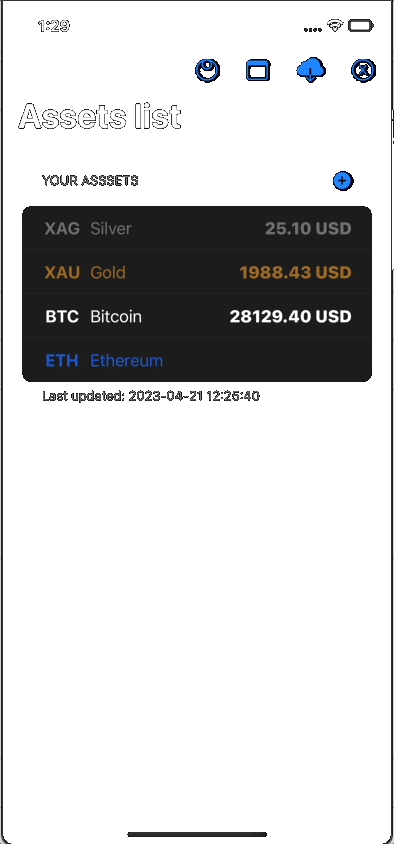 1:29
Assets list
YOUR ASSSETS
XAG Silver 25.10 USD
XAU Gold 1988.43 USD
BTC Bitcoin 28129.40 USD
ETH Ethereum
Last updated: 2023-04-21 12:26:40